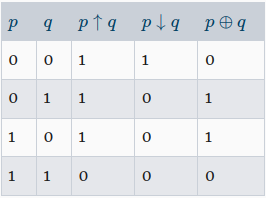 p q p ↑ q p ↓ q p ⊕ q
0 0 1 1 0
0 1 1 0 1
1 0 1 0 1
1 1 0 0 0